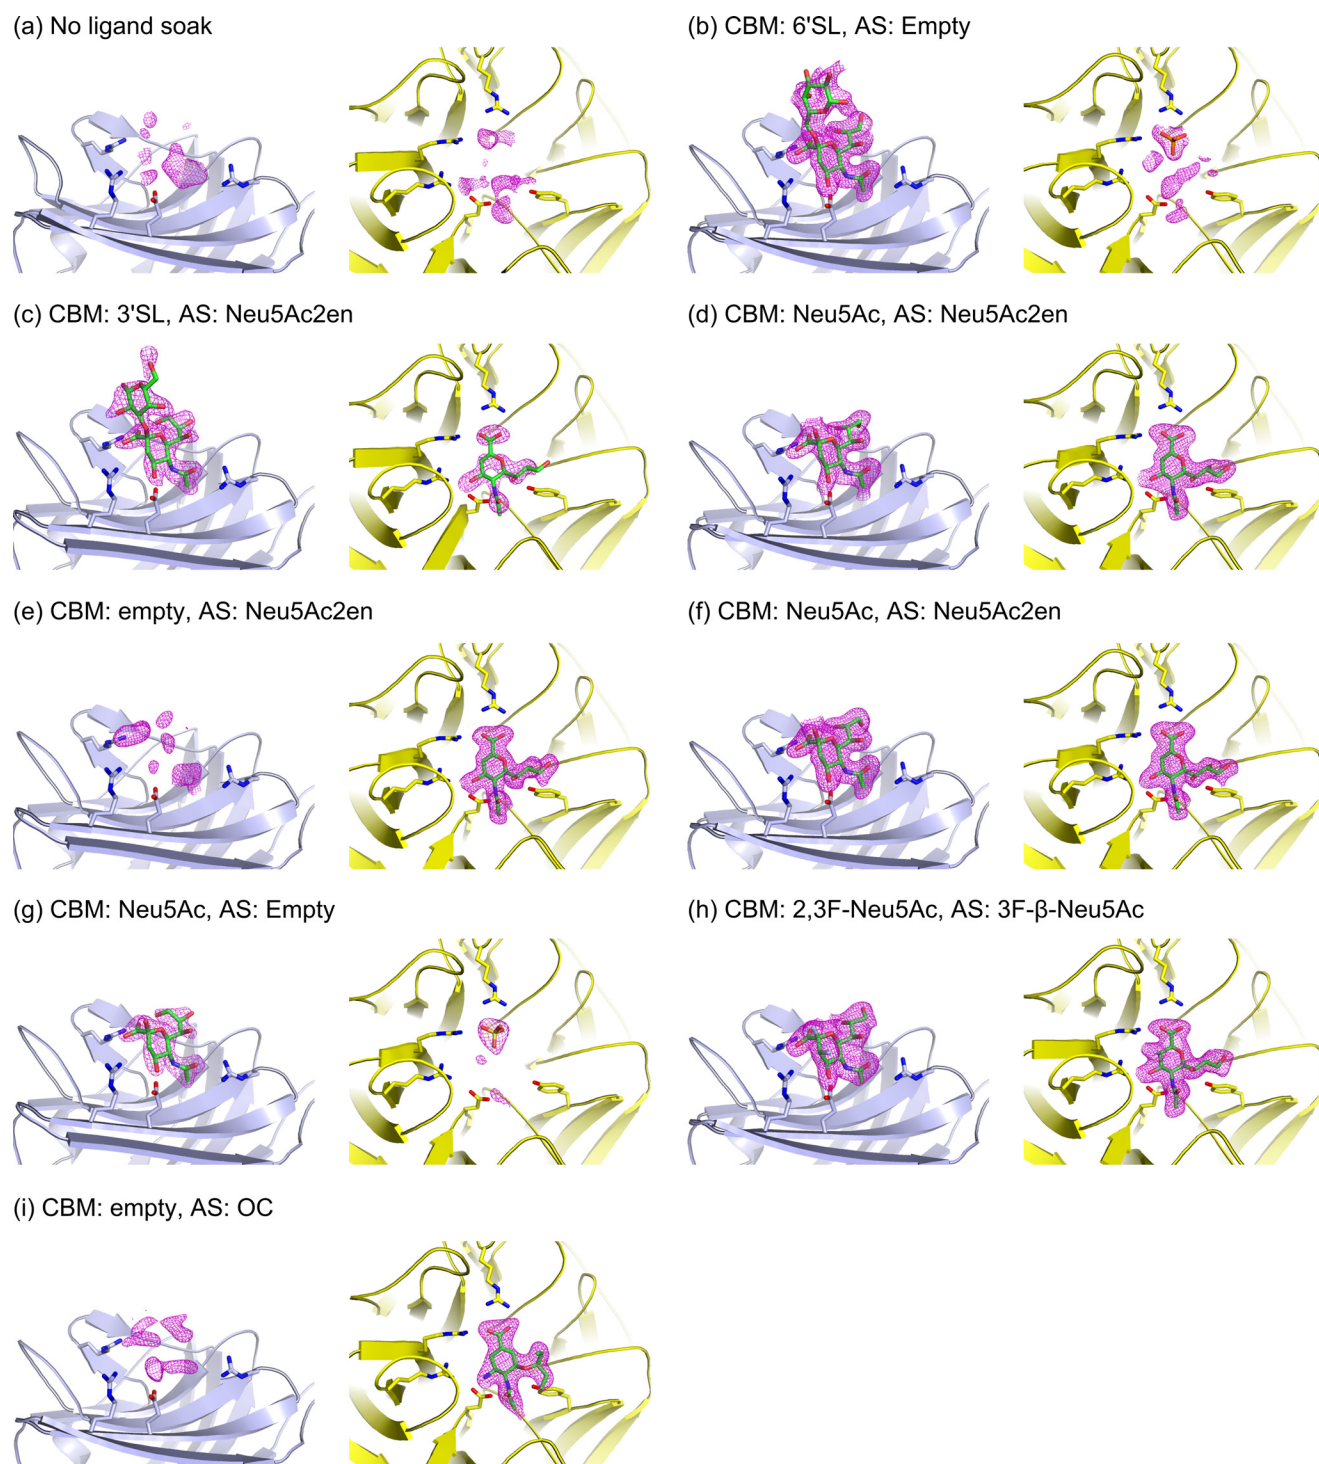 (a) No ligand soak
(b) CBM: 6'SL, AS: Empty
(c) CBM: 3'SL, AS: Neu5Ac2en
(d) CBM: Neu5Ac, AS: Neu5Ac2en
(e) CBM: empty, AS: Neu5Ac2en
(f) CBM: Neu5Ac, AS: Neu5Ac2en
(g) CBM: Neu5Ac, AS: Empty
(h) CBM: 2,3F-Neu5Ac, AS: 3F-β-Neu5Ac
(i) CBM: empty, AS: OC